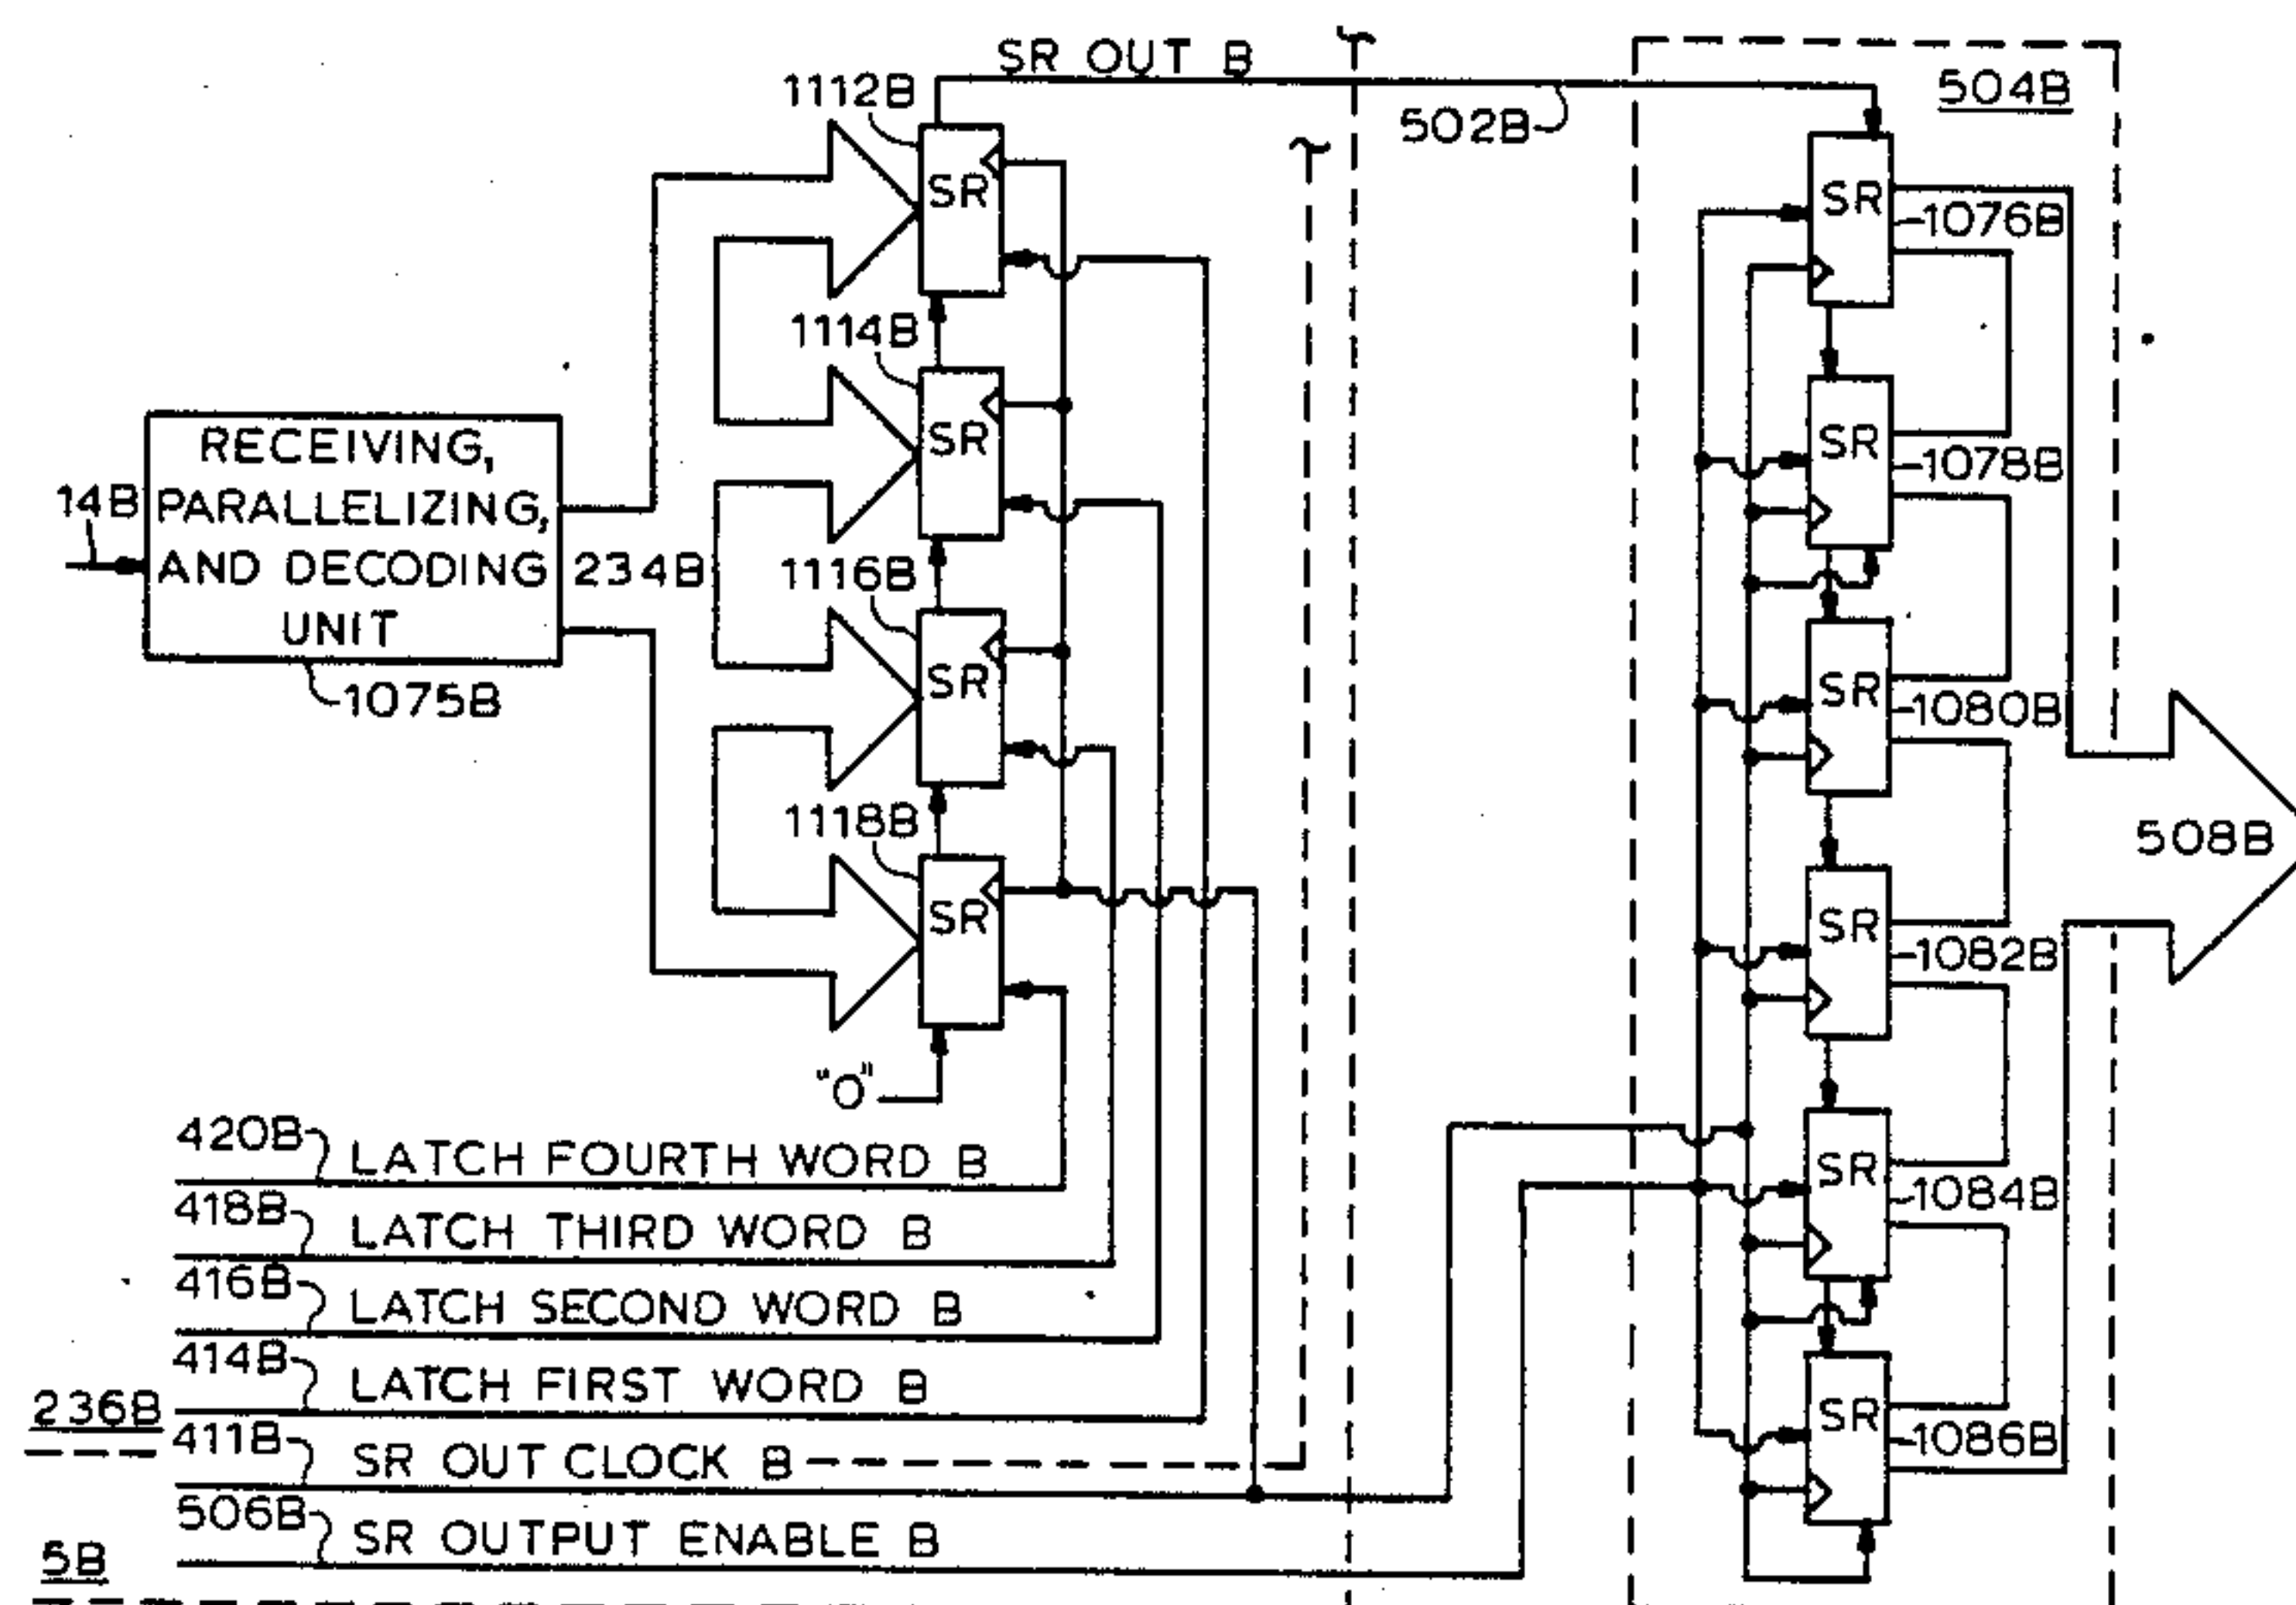 SR OUT B
1112B
502B
504B
SR
SR
1076B
1114B
SR
SR
1078B
RECEIVING,
PARALLELIZING,
AND DECODING
UNIT
14B
234B
1075B
1116B
SR
SR
1080B
1118B
SR
SR
1082B
508B
"0"
SR
1084B
SR
1086B
420B
LATCH FOURTH WORD B
418B
LATCH THIRD WORD B
416B
LATCH SECOND WORD B
414B
LATCH FIRST WORD B
236B
411B
SR OUT CLOCK B
506B
SR OUTPUT ENABLE B
5B